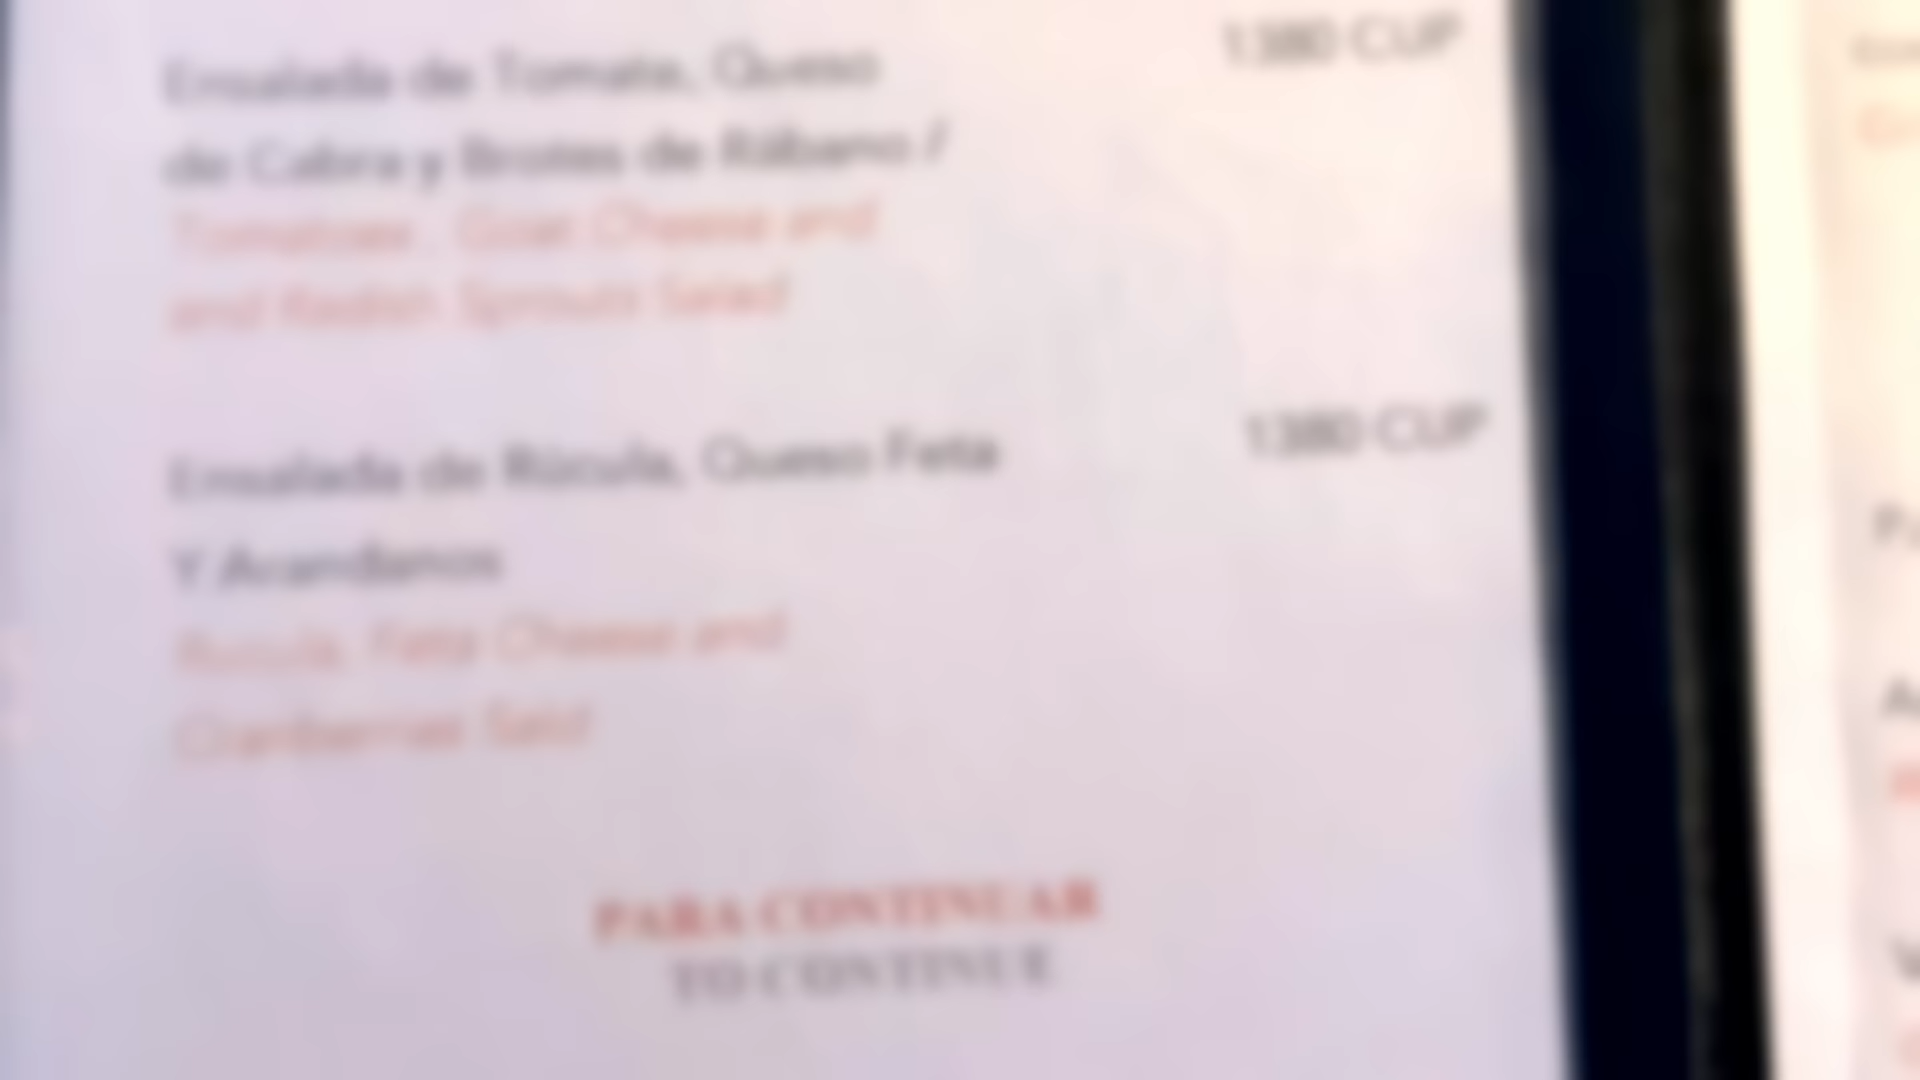 Ensalada de Tomate, Queso 1380 CUP
de Cabra y Brotes de Rábano /
Tomatoes, Goat Cheese and
and Radish Sprouts Salad
Ensalada de Rúcula, Queso Feta 1380 CUP
Y Arandanos
Rucula, Feta Cheese and
Cranberries
PARA CONTINUAR
TO CONTINUE